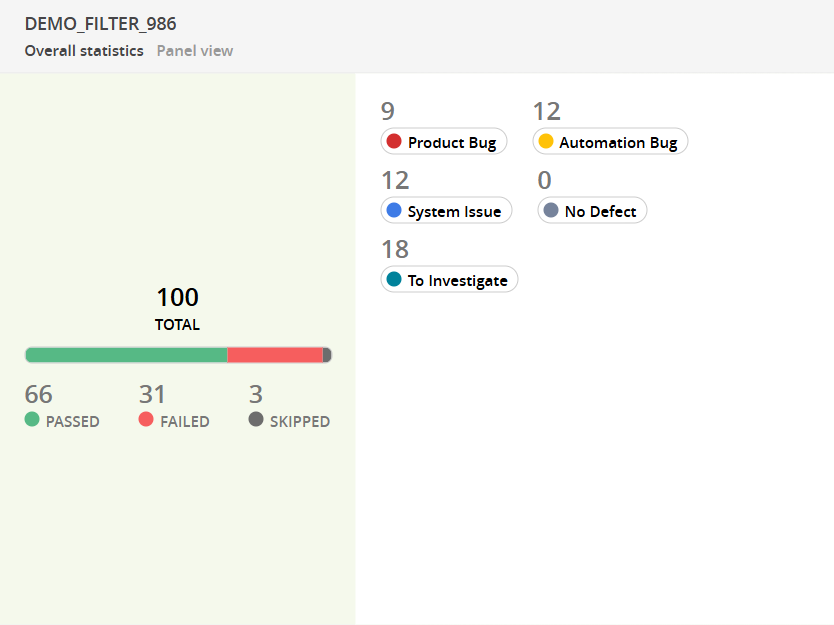 DEMO_FILTER_986
Overall statistics Panel view
9 12
Product Bug Automation Bug
12 0
System Issue No Defect
18
To Investigate
100
TOTAL
66 31 3
PASSED FAILED SKIPPED